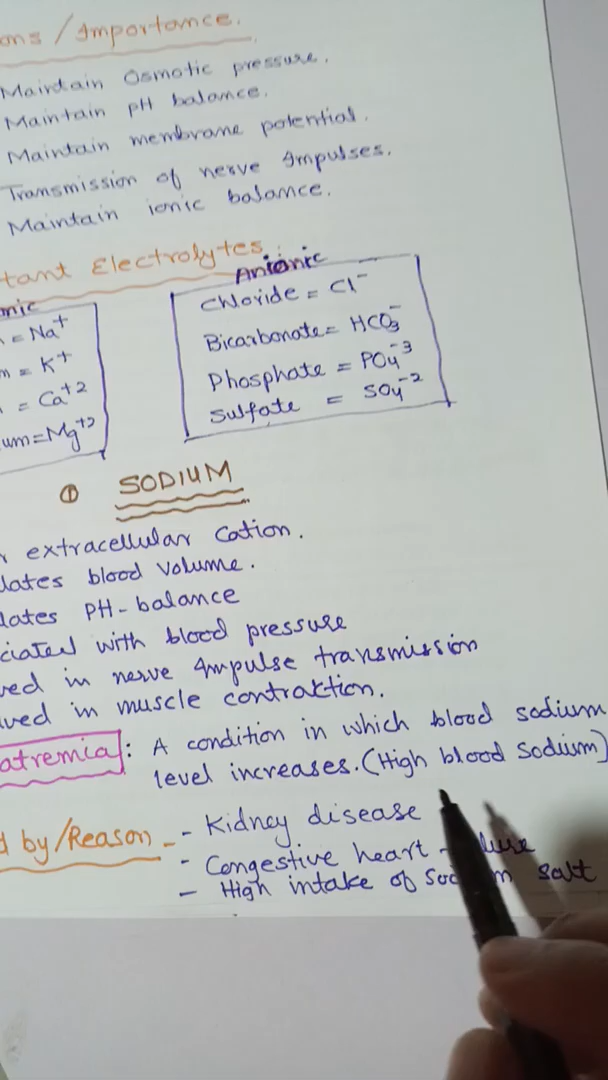 ons/Importance.
Maintain Osmotic pressure.
Maintain pH balance.
Maintain membrane potential.
Transmission of nerve Impulses.
Maintain ionic balance.
tant Electrolytes
nic
= Na⁺
m = K⁺
= Ca⁺²
um = Mg⁺²
Anionic
Chloride = Cl⁻
Bicarbonate = HCO₃⁻
Phosphate = PO₄⁻³
Sulfate = SO₄⁻²
① SODIUM
r extracellular Cation.
lates blood volume.
lates PH-balance
ciated with blood pressure
ved in nerve Impulse transmission
ved in muscle contraktion.
atremia: A condition in which blood sodium
level increases. (High blood sodium)
d by/Reason - - Kidney disease
- Congestive heart
- High intake of Sodium salt